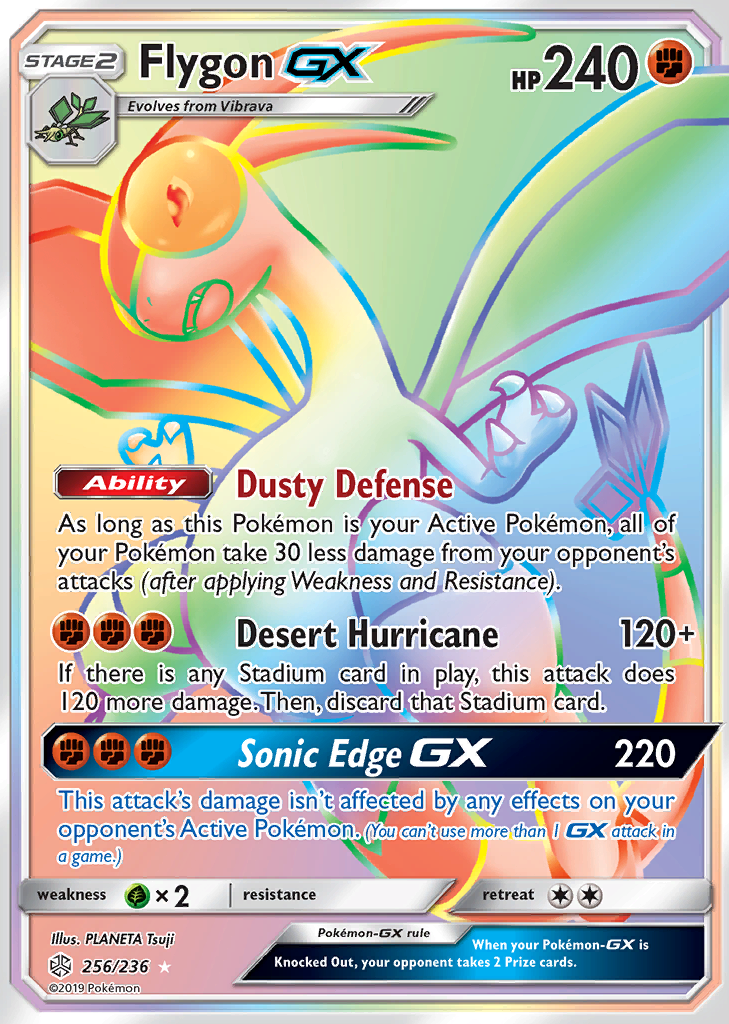 STAGE 2 Flygon GX HP 240
Evolves from Vibrava
Ability Dusty Defense
As long as this Pokémon is your Active Pokémon, all of
your Pokémon take 30 less damage from your opponent's
attacks (after applying Weakness and Resistance).
Desert Hurricane 120+
If there is any Stadium card in play, this attack does
120 more damage. Then, discard that Stadium card.
Sonic Edge GX 220
This attack's damage isn't affected by any effects on your
opponent's Active Pokémon. (You can't use more than 1 GX attack in
a game.)
weakness × 2 resistance retreat
Illus. PLANETA Tsuji
256/236
©2019 Pokémon
Pokémon-GX rule
When your Pokémon-GX is
Knocked Out, your opponent takes 2 Prize cards.